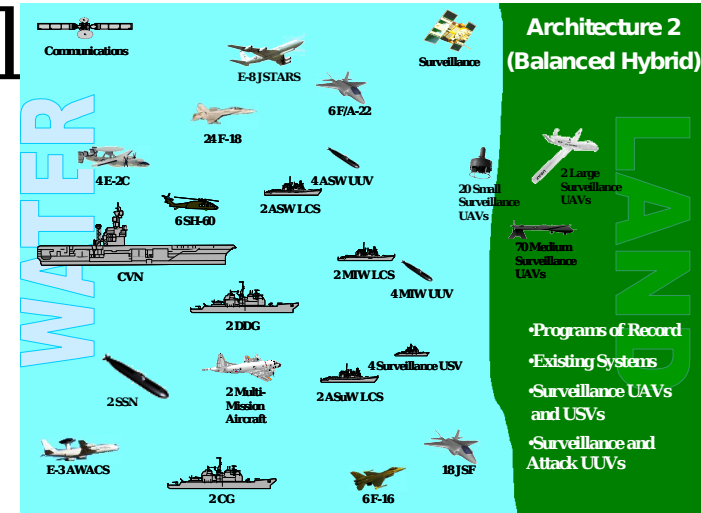 Architecture 2
(Balanced Hybrid)
Communications
Surveillance
E-8 JSTARS
6 F/A-22
24 F-18
4 E-2C
4 ASW UUV
2 ASW LCS
20 Small
Surveillance
UAVs
2 Large
Surveillance
UAVs
6 SH-60
70 Medium
Surveillance
UAVs
CVN
2 MIW LCS
4 MIW UUV
2 DDG
WATER
LAND
4 Surveillance USV
2 SSN
2 Multi-
Mission
Aircraft
2 ASuW LCS
•Programs of Record
•Existing Systems
•Surveillance UAVs
and USVs
•Surveillance and
Attack UUVs
E-3 AWACS
2 CG
6 F-16
18 JSF